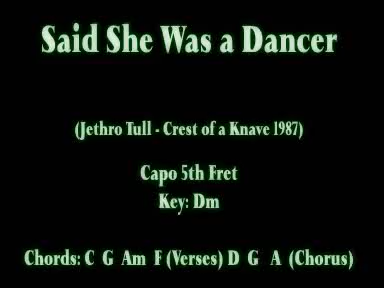 Said She Was a Dancer
(Jethro Tull - Crest of a Knave 1987)
Capo 5th Fret
Key: Dm
Chords: C G Am F (Verses) D G A (Chorus)